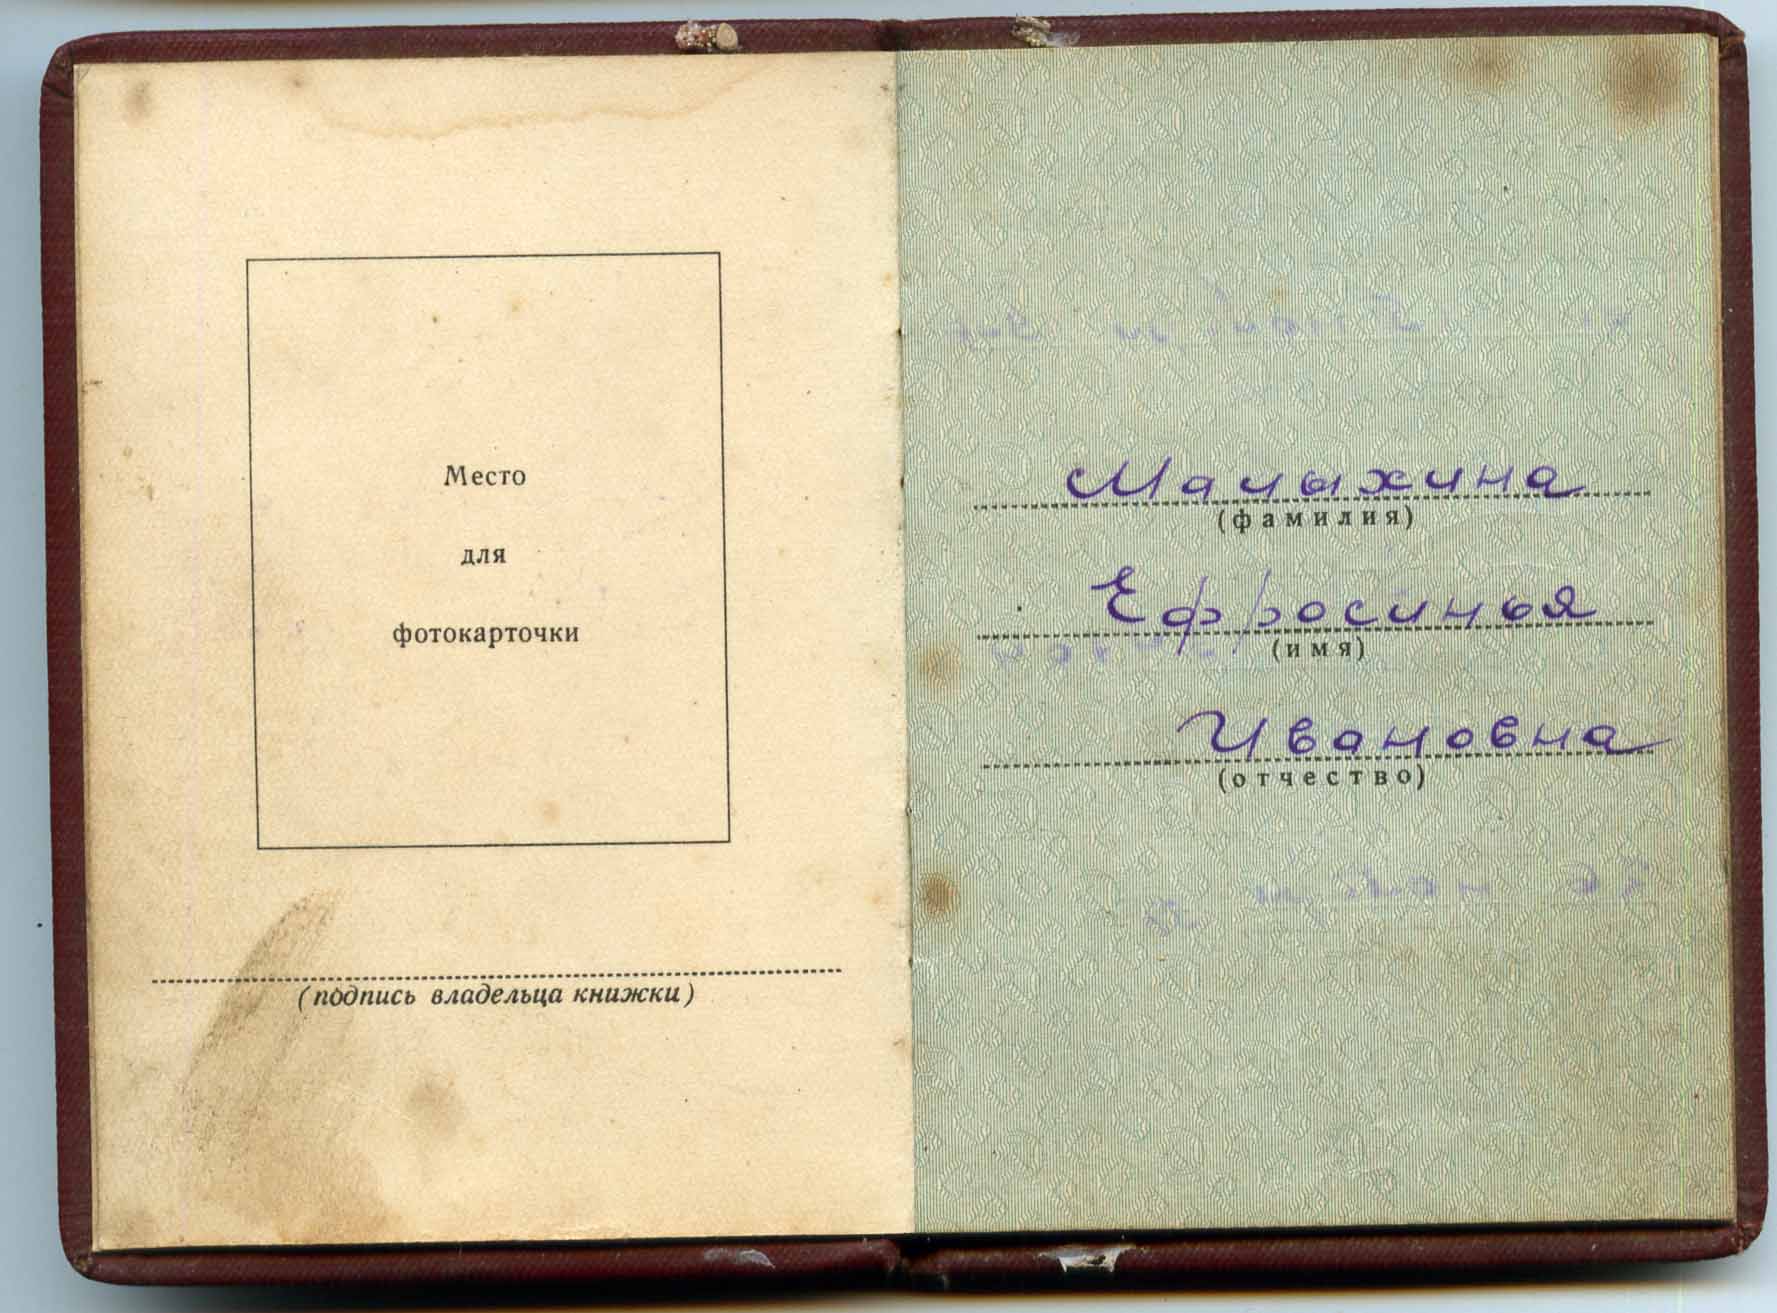 Место
для
фотокарточки
(подпись владельца книжки)
Малыхина
(фамилия)
Ефросинья
(имя)
Ивановна
(отчество)